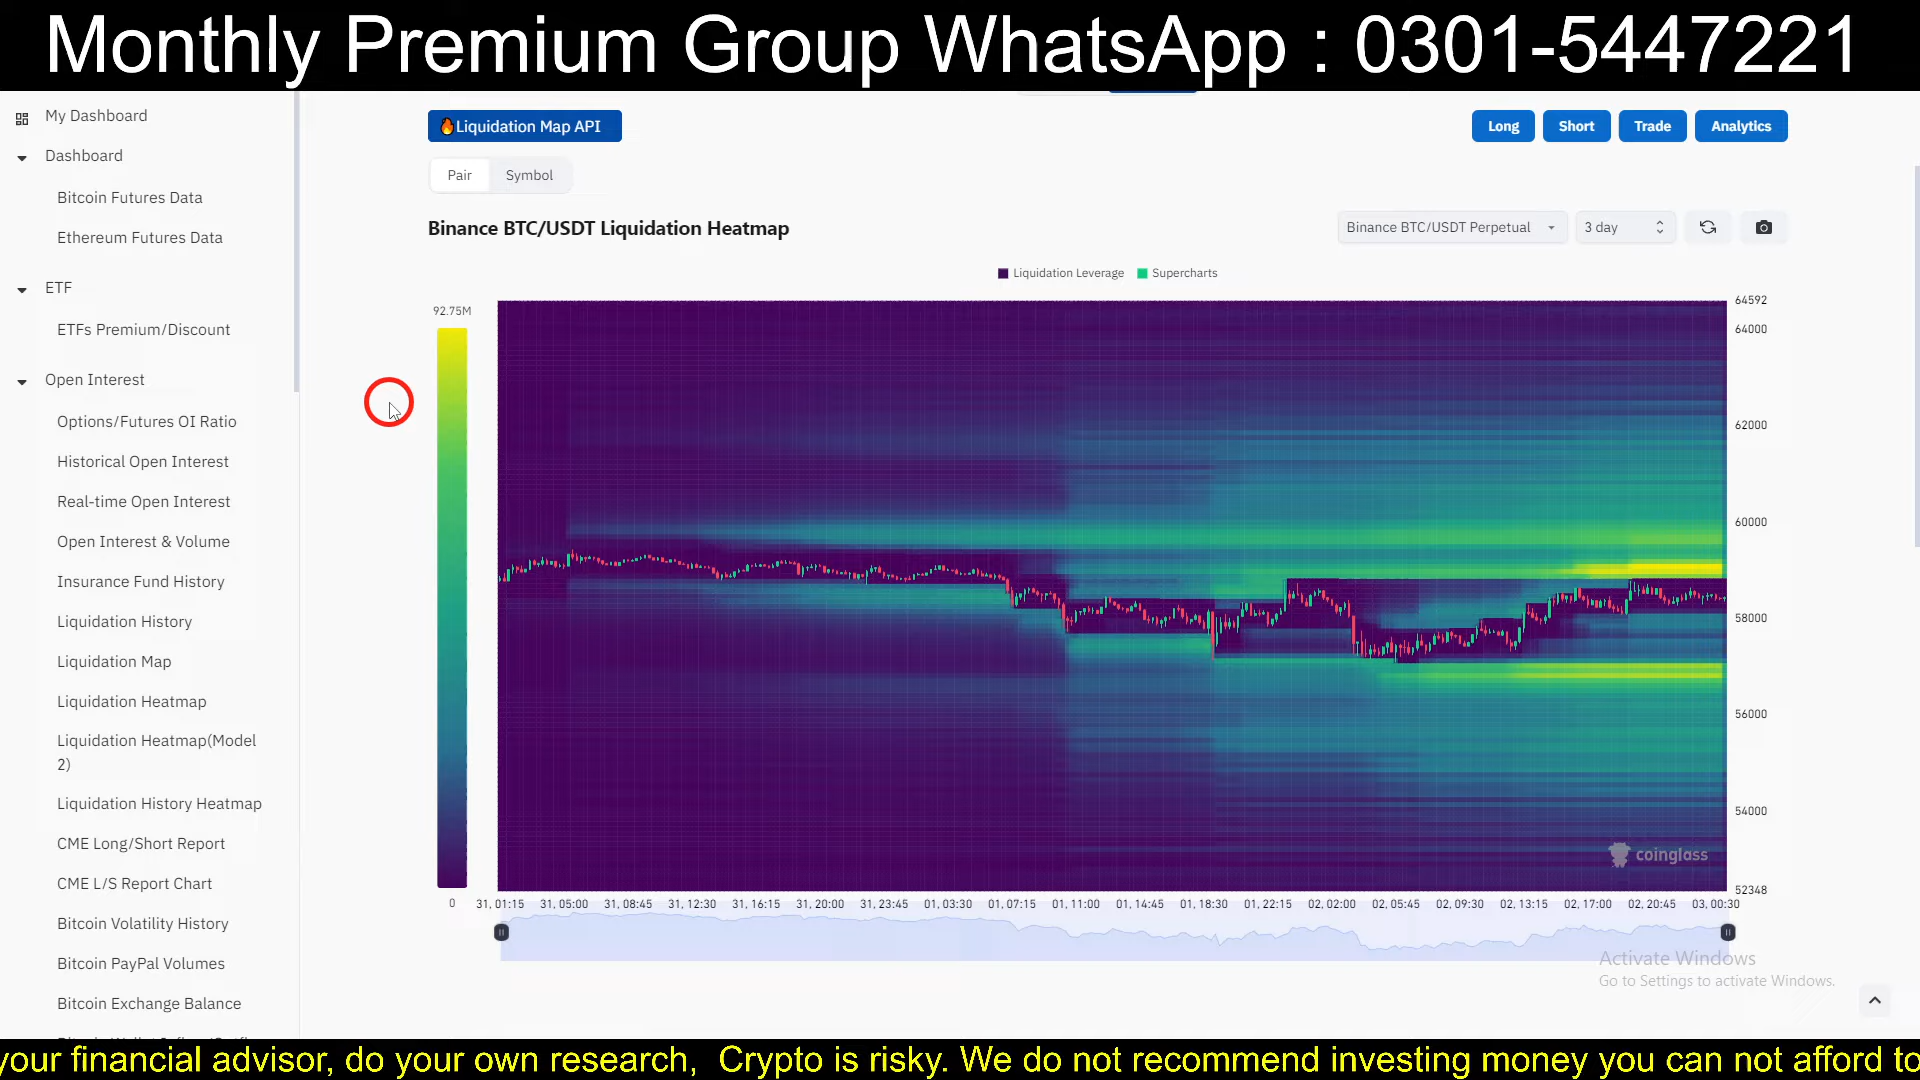 Monthly Premium Group WhatsApp : 0301-5447221
My Dashboard
Dashboard
Bitcoin Futures Data
Ethereum Futures Data
ETF
ETFs Premium/Discount
Open Interest
Options/Futures OI Ratio
Historical Open Interest
Real-time Open Interest
Open Interest & Volume
Insurance Fund History
Liquidation History
Liquidation Map
Liquidation Heatmap
Liquidation Heatmap(Model
2)
Liquidation History Heatmap
CME Long/Short Report
CME L/S Report Chart
Bitcoin Volatility History
Bitcoin PayPal Volumes
Bitcoin Exchange Balance
🔥Liquidation Map API
Long Short Trade Analytics
Pair Symbol
Binance BTC/USDT Liquidation Heatmap
Binance BTC/USDT Perpetual 3 day
Liquidation Leverage Supercharts
92.75M
0
64592
64000
62000
60000
58000
56000
54000
52348
coinglass
31, 01:15 31, 05:00 31, 08:45 31, 12:30 31, 16:15 31, 20:00 31, 23:45 01, 03:30 01, 07:15 01, 11:00 01, 14:45 01, 18:30 01, 22:15 02, 02:00 02, 05:45 02, 09:30 02, 13:15 02, 17:00 02, 20:45 03, 00:30
Activate Windows
Go to Settings to activate Windows.
your financial advisor, do your own research, Crypto is risky. We do not recommend investing money you can not afford to